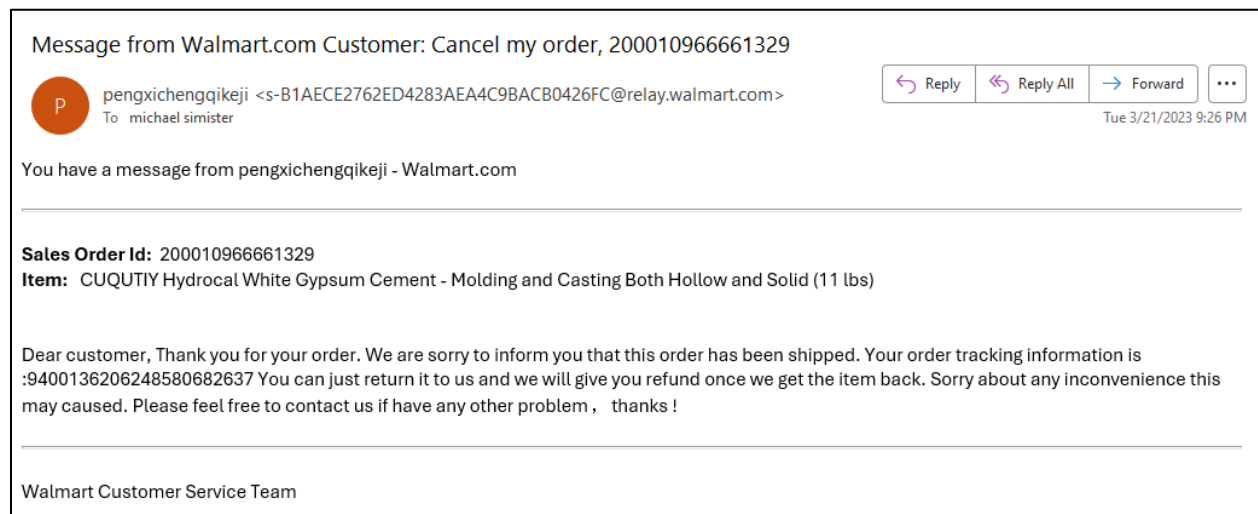 Message from Walmart.com Customer: Cancel my order, 200010966661329
P
pengxichengqikeji <s-B1AECE2762ED4283AEA4C9BACB0426FC@relay.walmart.com>
To michael simister
Reply
Reply All
Forward
Tue 3/21/2023 9:26 PM
You have a message from pengxichengqikeji - Walmart.com
Sales Order Id: 200010966661329
Item: CUQUTIY Hydrocal White Gypsum Cement - Molding and Casting Both Hollow and Solid (11 lbs)
Dear customer, Thank you for your order. We are sorry to inform you that this order has been shipped. Your order tracking information is
:9400136206248580682637 You can just return it to us and we will give you refund once we get the item back. Sorry about any inconvenience this
may caused. Please feel free to contact us if have any other problem， thanks !
Walmart Customer Service Team